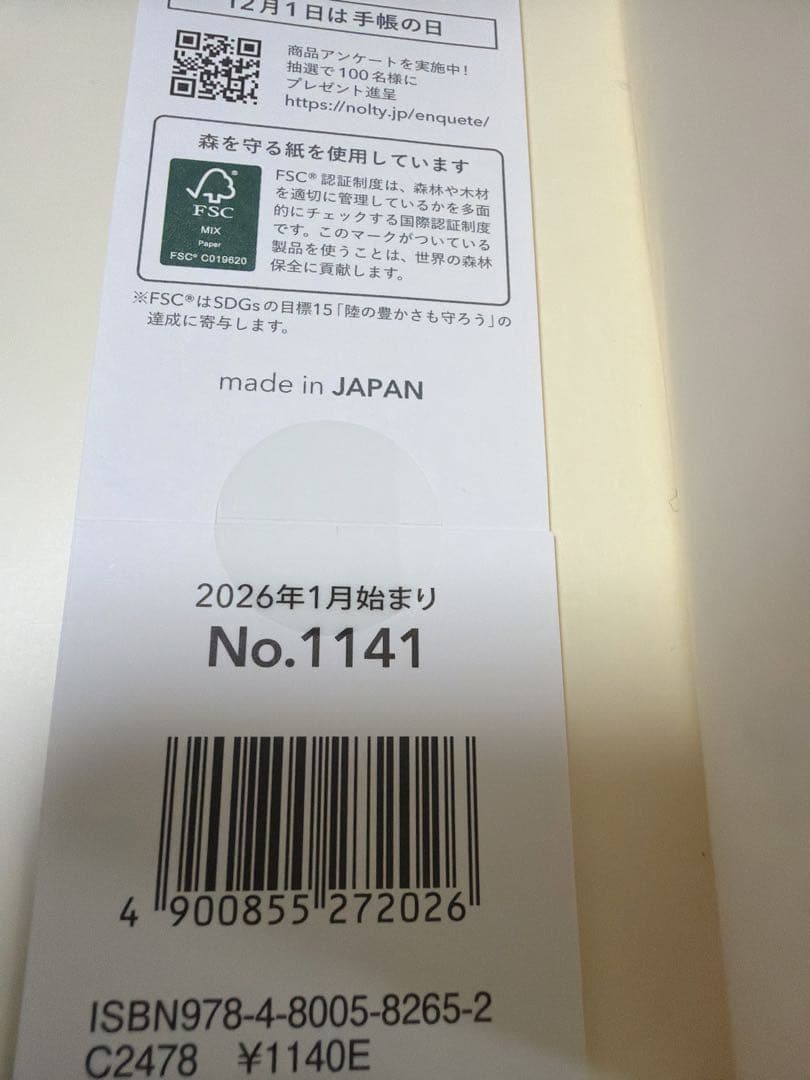 12月1日は手帳の日
商品アンケートを実施中!
抽選で100名様に
プレゼント進呈
https://nolty.jp/enquete/
森を守る紙を使用しています
FSC® 認証制度は、森林や木材
を適切に管理しているかを多面
的にチェックする国際認証制度
です。このマークがついている
製品を使うことは、世界の森林
保全に貢献します。
®
FSC
MIX
Paper
FSC® C019620
※FSC®はSDGsの目標15「陸の豊かさも守ろう」の
達成に寄与します。
made in JAPAN
2026年1月始まり
No.1141
4 900855 272026
ISBN978-4-8005-8265-2
C2478 ¥1140E